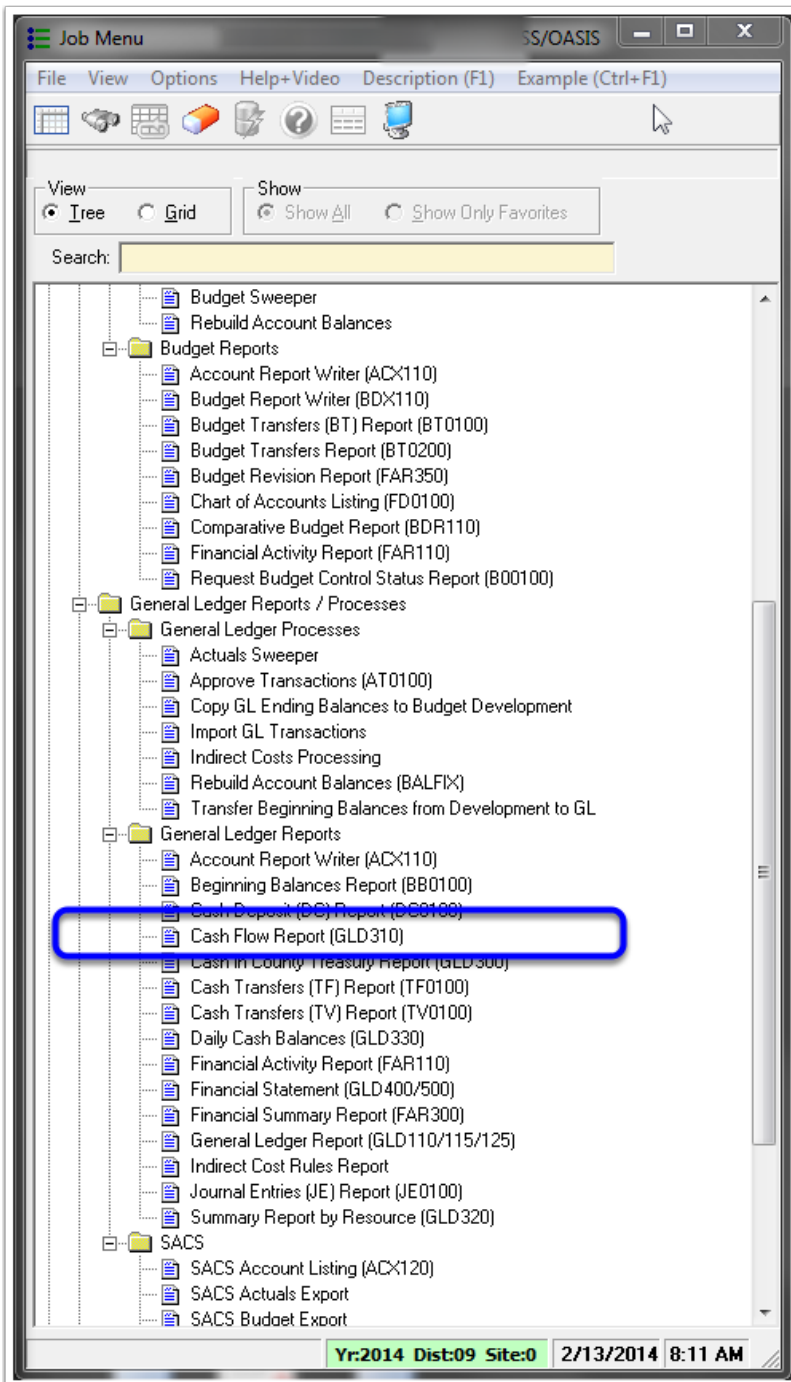 Job Menu SS/OASIS
File View Options Help+Video Description (F1) Example (Ctrl+F1)
View Show
Tree Grid Show All Show Only Favorites
Search:
Budget Sweeper
Rebuild Account Balances
Budget Reports
Account Report Writer (ACX110)
Budget Report Writer (BDX110)
Budget Transfers (BT) Report (BT0100)
Budget Transfers Report (BT0200)
Budget Revision Report (FAR350)
Chart of Accounts Listing (FD0100)
Comparative Budget Report (BDR110)
Financial Activity Report (FAR110)
Request Budget Control Status Report (B00100)
General Ledger Reports / Processes
General Ledger Processes
Actuals Sweeper
Approve Transactions (AT0100)
Copy GL Ending Balances to Budget Development
Import GL Transactions
Indirect Costs Processing
Rebuild Account Balances (BALFIX)
Transfer Beginning Balances from Development to GL
General Ledger Reports
Account Report Writer (ACX110)
Beginning Balances Report (BB0100)
Cash Deposit (DC) Report (DC0100)
Cash Flow Report (GLD310)
Cash in County Treasury Report (GLD300)
Cash Transfers (TF) Report (TF0100)
Cash Transfers (TV) Report (TV0100)
Daily Cash Balances (GLD330)
Financial Activity Report (FAR110)
Financial Statement (GLD400/500)
Financial Summary Report (FAR300)
General Ledger Report (GLD110/115/125)
Indirect Cost Rules Report
Journal Entries (JE) Report (JE0100)
Summary Report by Resource (GLD320)
SACS
SACS Account Listing (ACX120)
SACS Actuals Export
SACS Budget Export
Yr:2014 Dist:09 Site:0 2/13/2014 8:11 AM